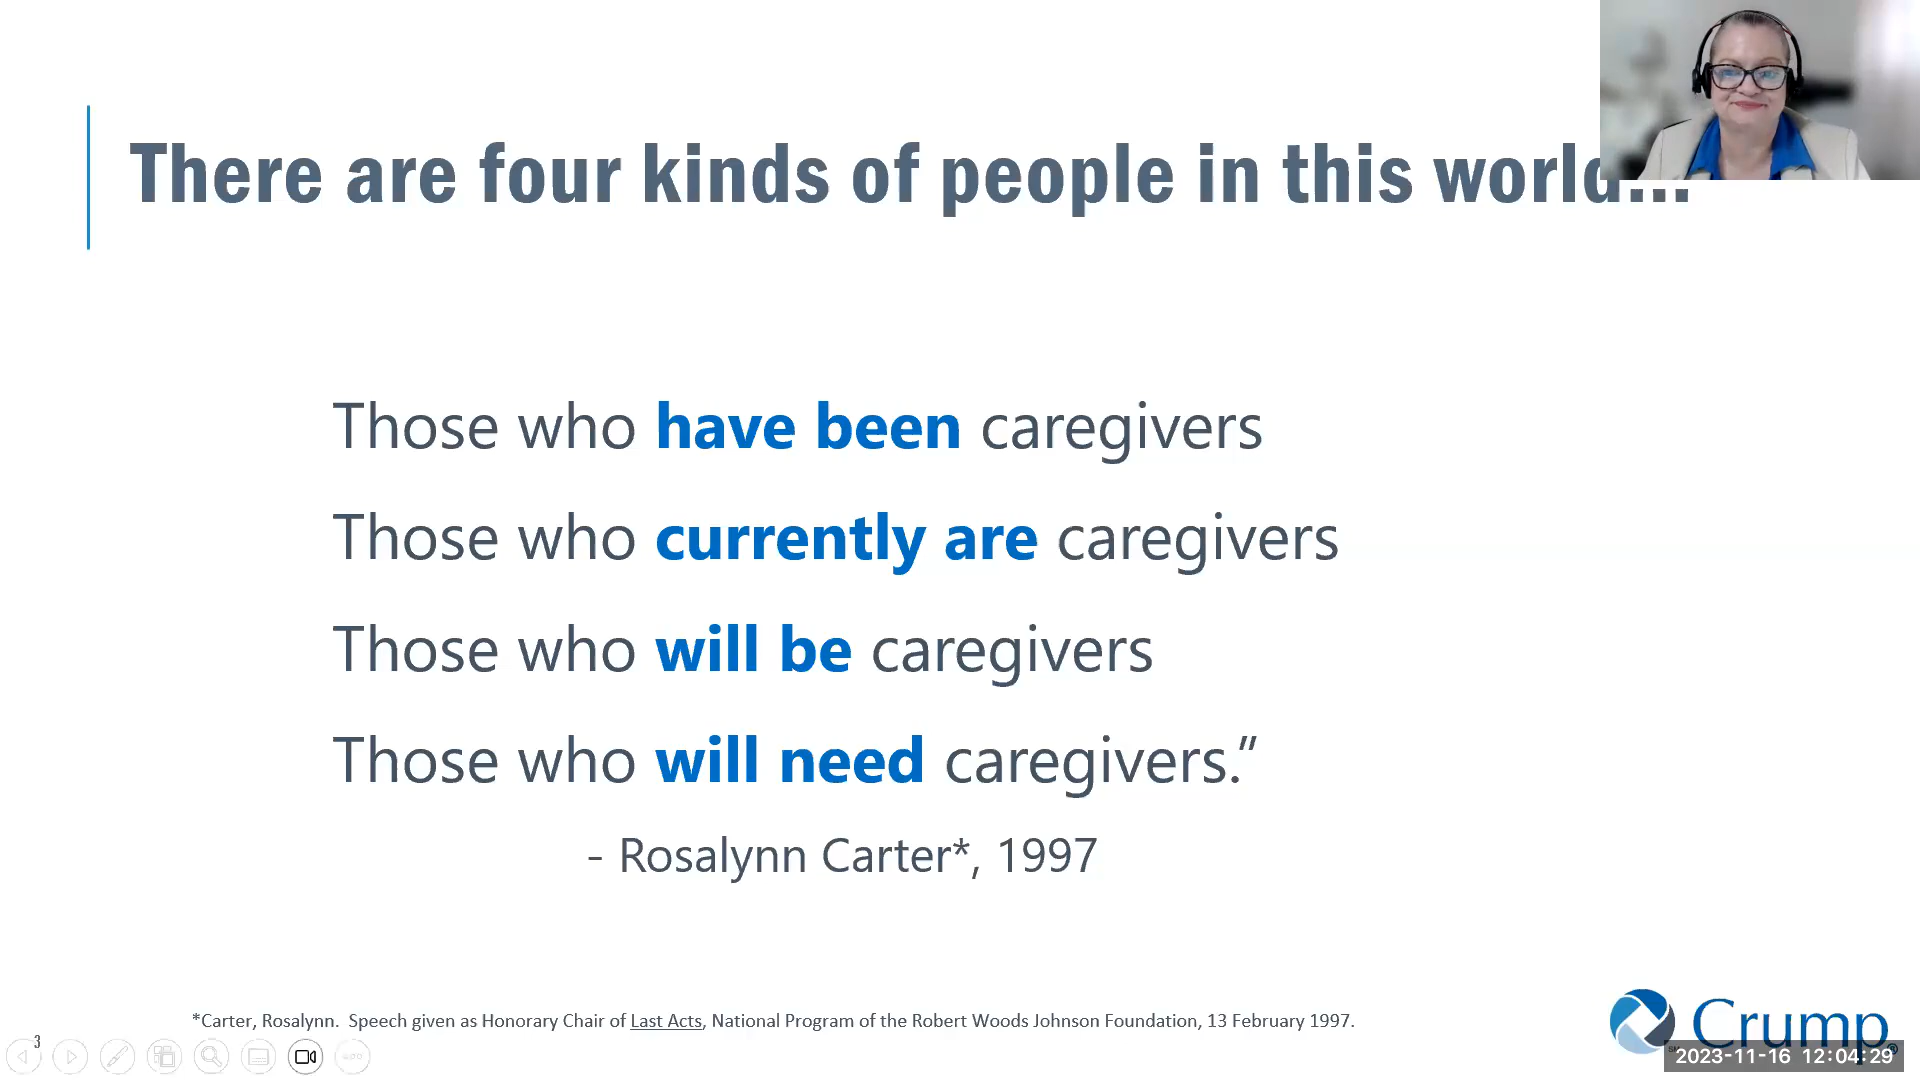 There are four kinds of people in this world...
Those who have been caregivers
Those who currently are caregivers
Those who will be caregivers
Those who will need caregivers.”
- Rosalynn Carter*, 1997
*Carter, Rosalynn.  Speech given as Honorary Chair of Last Acts, National Program of the Robert Woods Johnson Foundation, 13 February 1997.
3
SM Crump®
2023-11-16 12:04:29